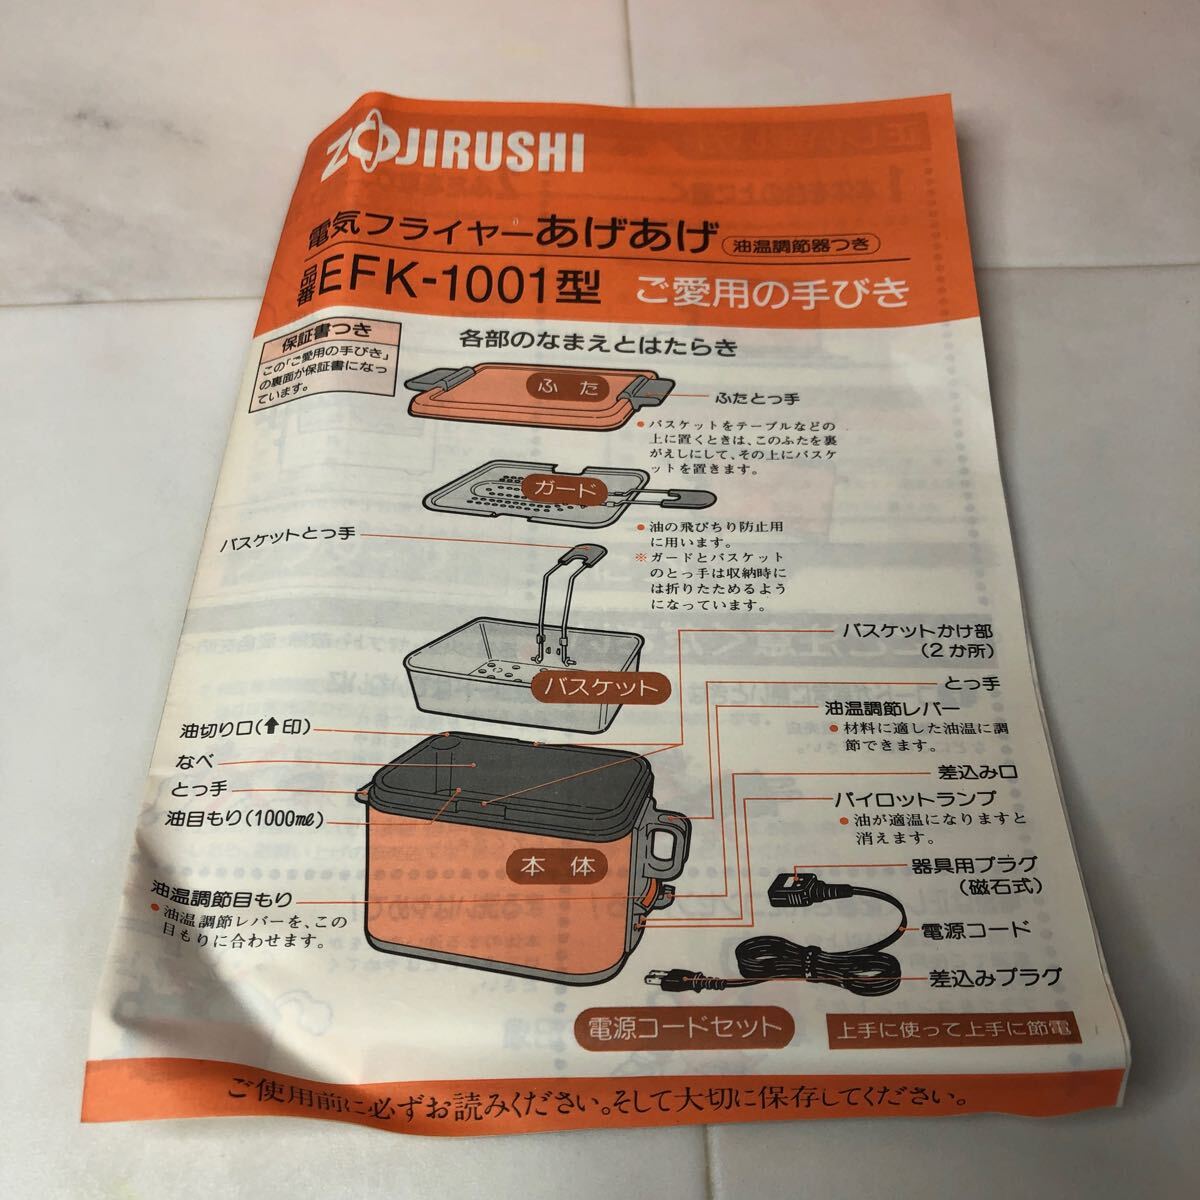 ZOJIRUSHI
電気フライヤーあげあげ 油温調節器つき
品番EFK-1001型 ご愛用の手びき
保証書つき
この「ご愛用の手びき」
の裏面が保証書になっ
ています。
各部のなまえとはたらき
ふた
ふたとって手
●バスケットをテーブルなどの
上に置くときは、このふたを裏
がえしにして、その上にバスケ
ットを置きます。
ガード
●油の飛びちり防止用
に用います。
※ガードとバスケット
のとっ手は収納時に
は折りたためるよう
になっています。
バスケットとっ手
バスケット
バスケットかけ部
(2か所)
とっ手
油温調節レバー
●材料に適した油温に調
節できます。
差込み口
パイロットランプ
●油が適温になりますと
消えます。
器具用プラグ
(磁石式)
電源コード
差込みプラグ
油切り口(⬆印)
なべ
とっ手
油目もり(1000mℓ)
本体
油温調節目もり
●油温調節レバーを、この
目もりに合わせます。
電源コードセット
上手に使って上手に節電
ご使用前に必ずお読みください。そして大切に保存してください。